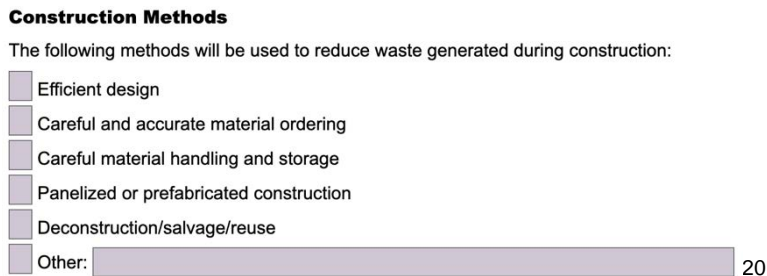 Construction Methods
The following methods will be used to reduce waste generated during construction:
Efficient design
Careful and accurate material ordering
Careful material handling and storage
Panelized or prefabricated construction
Deconstruction/salvage/reuse
Other:
20